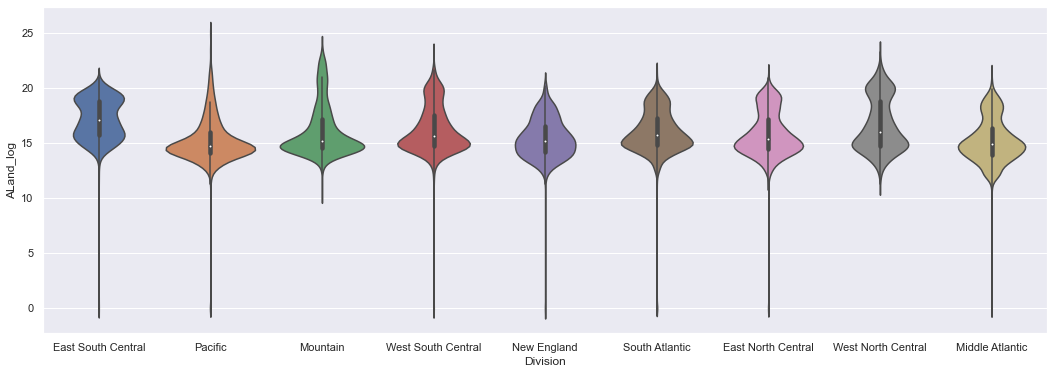 ALand_log
25
20
15
10
5
0
East South Central Pacific Mountain West South Central New England South Atlantic East North Central West North Central Middle Atlantic
Division